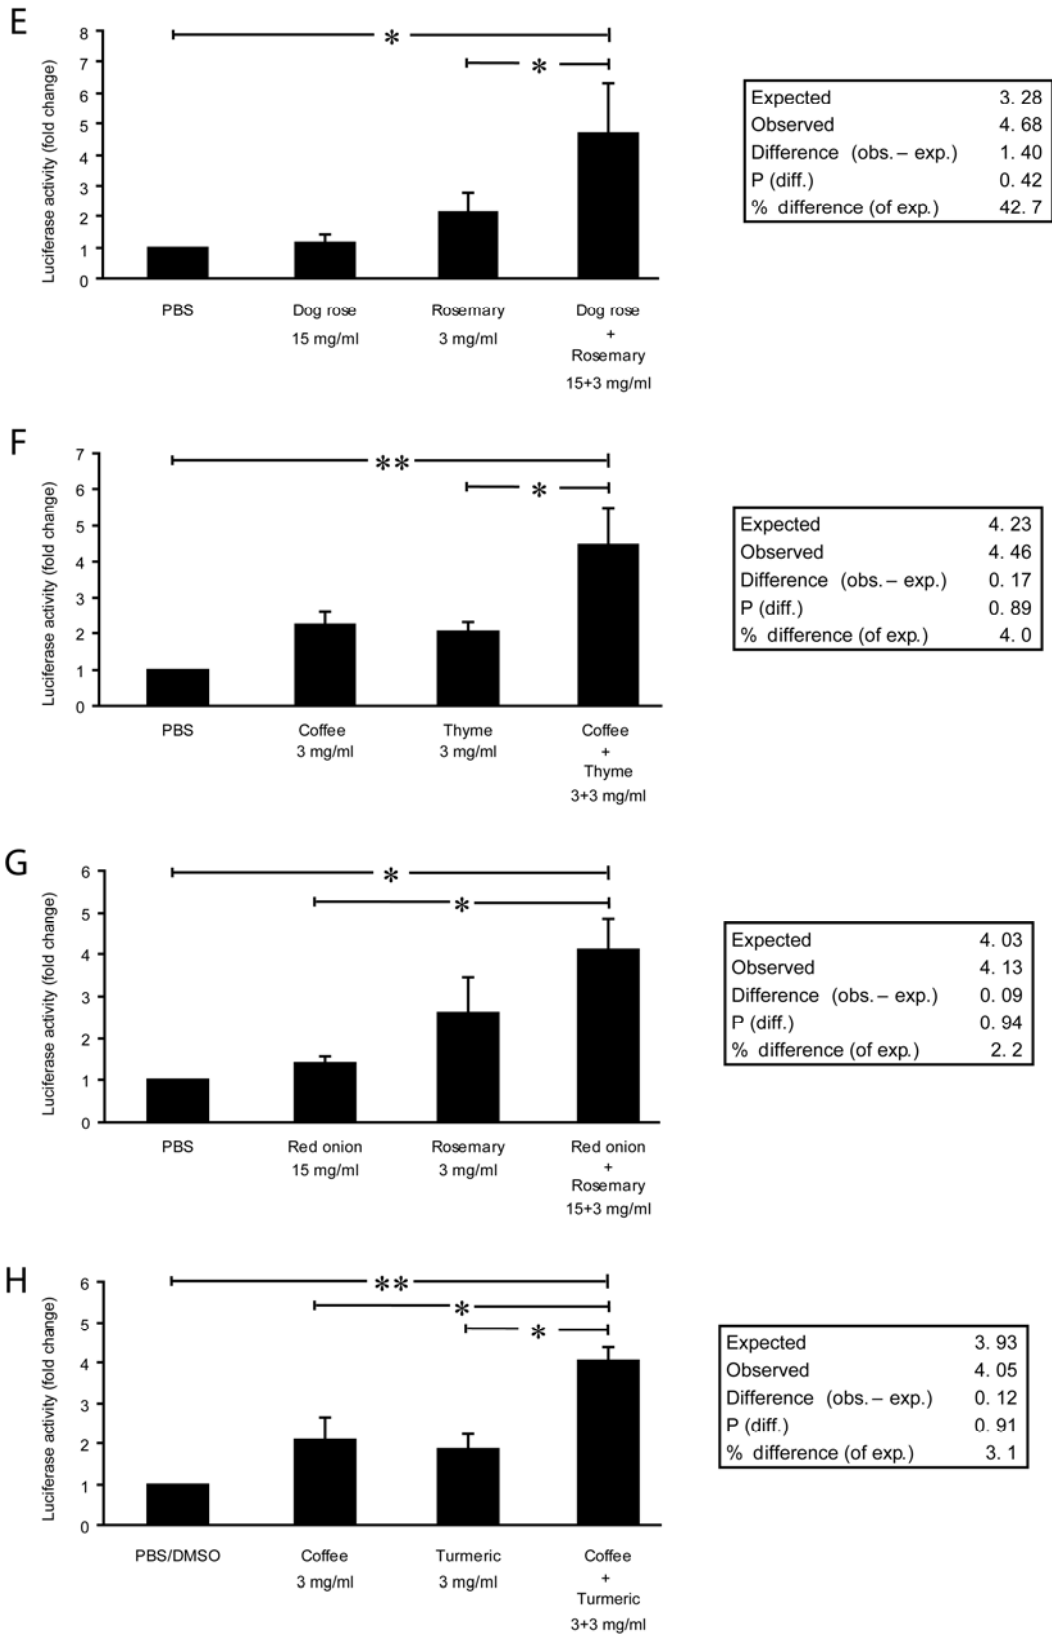 E
8
7
6
5
4
3
2
1
0
Luciferase activity (fold change)
*
*
PBS
Dog rose
15 mg/ml
Rosemary
3 mg/ml
Dog rose
+
Rosemary
15+3 mg/ml
Expected 3. 28
Observed 4. 68
Difference (obs. – exp.) 1. 40
P (diff.) 0. 42
% difference (of exp.) 42. 7
F
7
6
5
4
3
2
1
0
Luciferase activity (fold change)
**
*
PBS
Coffee
3 mg/ml
Thyme
3 mg/ml
Coffee
+
Thyme
3+3 mg/ml
Expected 4. 23
Observed 4. 46
Difference (obs. – exp.) 0. 17
P (diff.) 0. 89
% difference (of exp.) 4. 0
G
6
5
4
3
2
1
0
Luciferase activity (fold change)
*
*
PBS
Red onion
15 mg/ml
Rosemary
3 mg/ml
Red onion
+
Rosemary
15+3 mg/ml
Expected 4. 03
Observed 4. 13
Difference (obs. – exp.) 0. 09
P (diff.) 0. 94
% difference (of exp.) 2. 2
H
6
5
4
3
2
1
0
Luciferase activity (fold change)
**
*
*
PBS/DMSO
Coffee
3 mg/ml
Turmeric
3 mg/ml
Coffee
+
Turmeric
3+3 mg/ml
Expected 3. 93
Observed 4. 05
Difference (obs. – exp.) 0. 12
P (diff.) 0. 91
% difference (of exp.) 3. 1